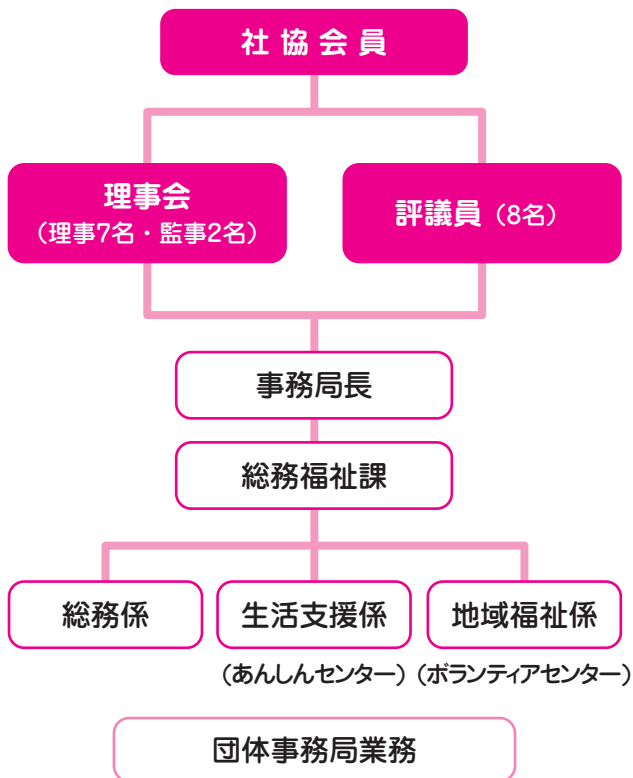 社協会員
理事会
（理事7名・監事2名）
評議員（8名）
事務局長
総務福祉課
総務係
生活支援係
地域福祉係
（あんしんセンター）
（ボランティアセンター）
団体事務局業務